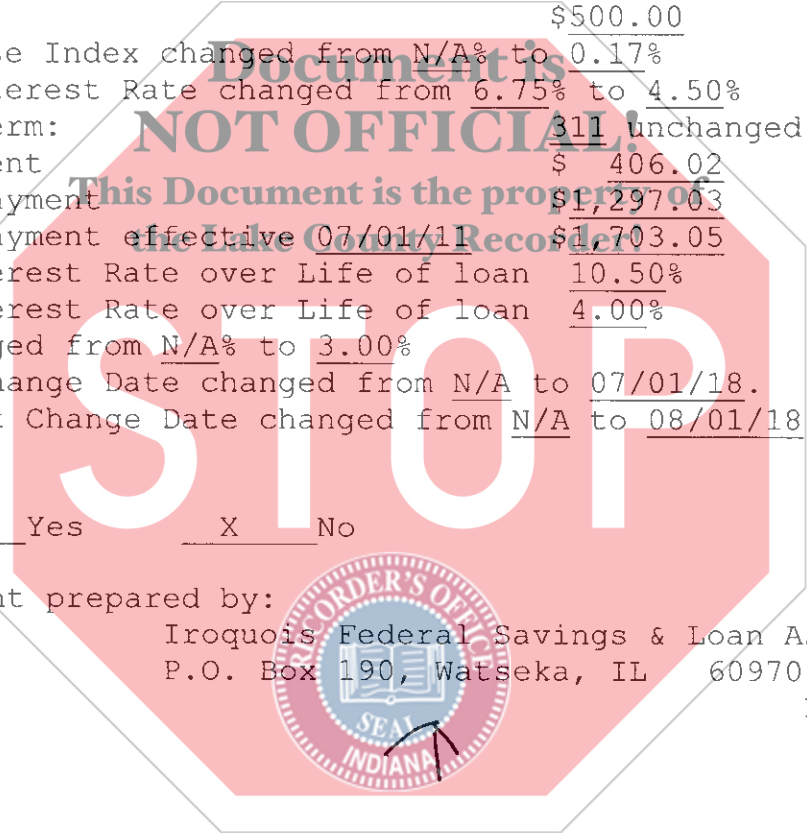 $500.00
se Index changed from N/A% to 0.17%
Document is
terest Rate changed from 6.75% to 4.50%
erm: 311 unchanged
NOT OFFICIAL!
ent $ 406.02
This Document is the property of
ayment $1,297.03
ayment effective 07/01/11 $1,703.05
the Lake County Recorder!
erest Rate over Life of loan 10.50%
erest Rate over Life of loan 4.00%
ged from N/A% to 3.00%
hange Date changed from N/A to 07/01/18.
t Change Date changed from N/A to 08/01/18
STOP
Yes X No
nt prepared by:
RECORDER'S OFFICE
Iroquois Federal Savings & Loan A
P.O. Box 190, Watseka, IL 60970
SEAL
INDIANA